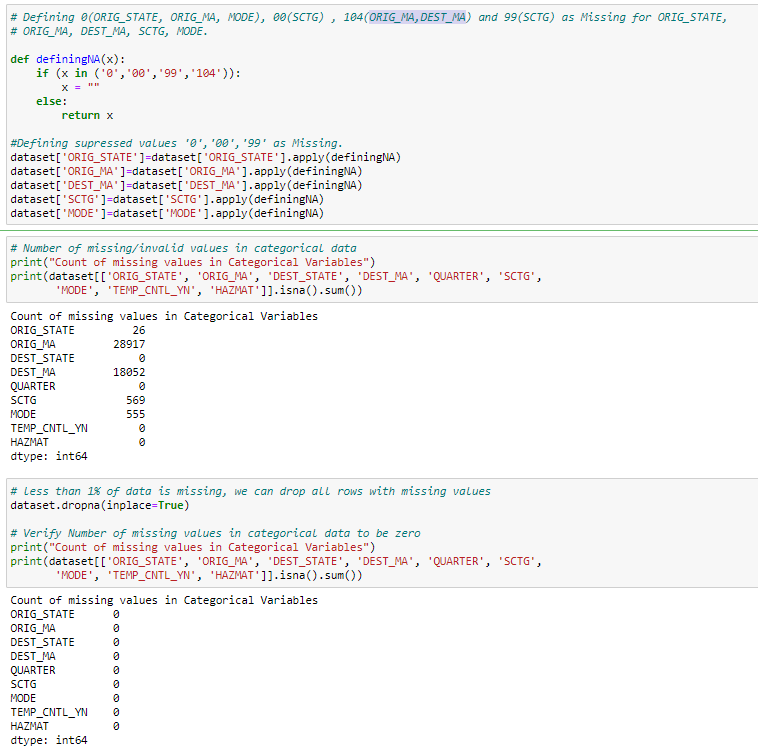 # Defining 0(ORIG_STATE, ORIG_MA, MODE), 00(SCTG) , 104(ORIG_MA,DEST_MA) and 99(SCTG) as Missing for ORIG_STATE,
# ORIG_MA, DEST_MA, SCTG, MODE.
def definingNA(x):
    if (x in ('0','00','99','104')):
        x = ""
    else:
        return x
#Defining supressed values '0','00','99' as Missing.
dataset['ORIG_STATE']=dataset['ORIG_STATE'].apply(definingNA)
dataset['ORIG_MA']=dataset['ORIG_MA'].apply(definingNA)
dataset['DEST_MA']=dataset['DEST_MA'].apply(definingNA)
dataset['SCTG']=dataset['SCTG'].apply(definingNA)
dataset['MODE']=dataset['MODE'].apply(definingNA)
# Number of missing/invalid values in categorical data
print("Count of missing values in Categorical Variables")
print(dataset[['ORIG_STATE', 'ORIG_MA', 'DEST_STATE', 'DEST_MA', 'QUARTER', 'SCTG',
       'MODE', 'TEMP_CNTL_YN', 'HAZMAT']].isna().sum())
Count of missing values in Categorical Variables
ORIG_STATE         26
ORIG_MA         28917
DEST_STATE          0
DEST_MA         18052
QUARTER             0
SCTG              569
MODE              555
TEMP_CNTL_YN        0
HAZMAT              0
dtype: int64
# Less than 1% of data is missing, we can drop all rows with missing values
dataset.dropna(inplace=True)
# Verify Number of missing values in categorical data to be zero
print("Count of missing values in Categorical Variables")
print(dataset[['ORIG_STATE', 'ORIG_MA', 'DEST_STATE', 'DEST_MA', 'QUARTER', 'SCTG',
       'MODE', 'TEMP_CNTL_YN', 'HAZMAT']].isna().sum())
Count of missing values in Categorical Variables
ORIG_STATE      0
ORIG_MA         0
DEST_STATE      0
DEST_MA         0
QUARTER         0
SCTG            0
MODE            0
TEMP_CNTL_YN    0
HAZMAT          0
dtype: int64